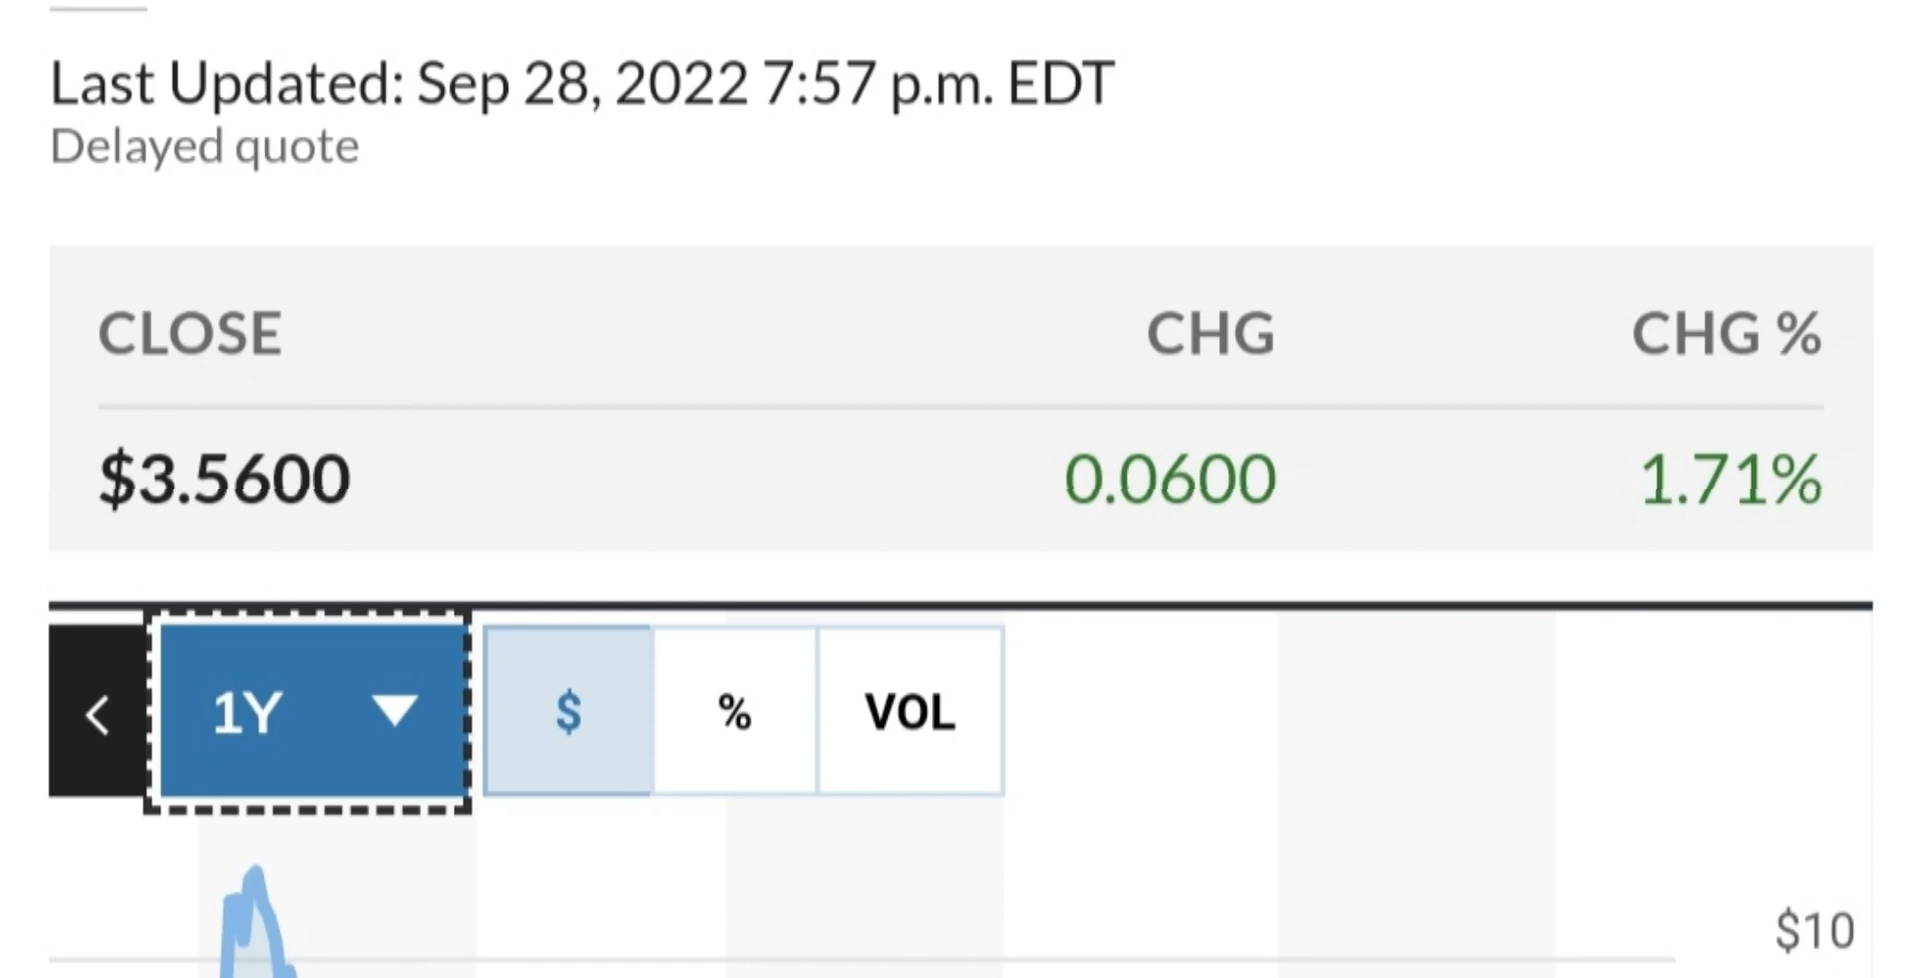 Last Updated: Sep 28, 2022 7:57 p.m. EDT
Delayed quote
CLOSE CHG CHG %
$3.5600 0.0600 1.71%
< 1Y ▼ $ % VOL
$10